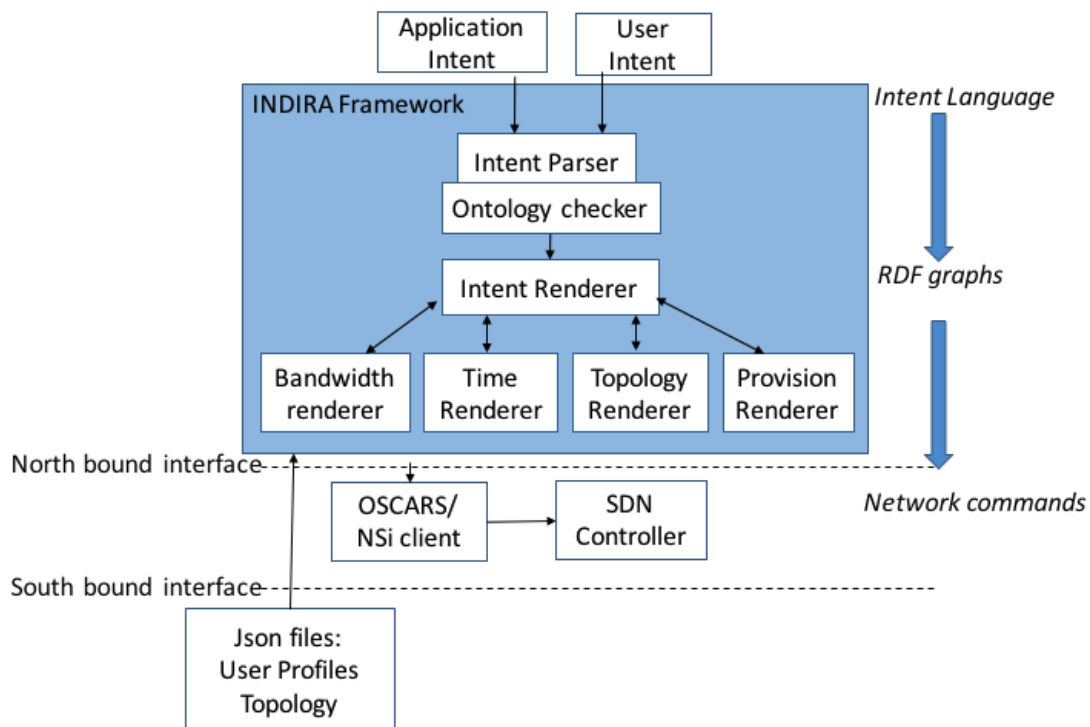 Application
Intent
User
Intent
INDIRA Framework
Intent Language
Intent Parser
Ontology checker
RDF graphs
Intent Renderer
Bandwidth
renderer
Time
Renderer
Topology
Renderer
Provision
Renderer
North bound interface
OSCARS/
NSi client
SDN
Controller
Network commands
South bound interface
Json files:
User Profiles
Topology